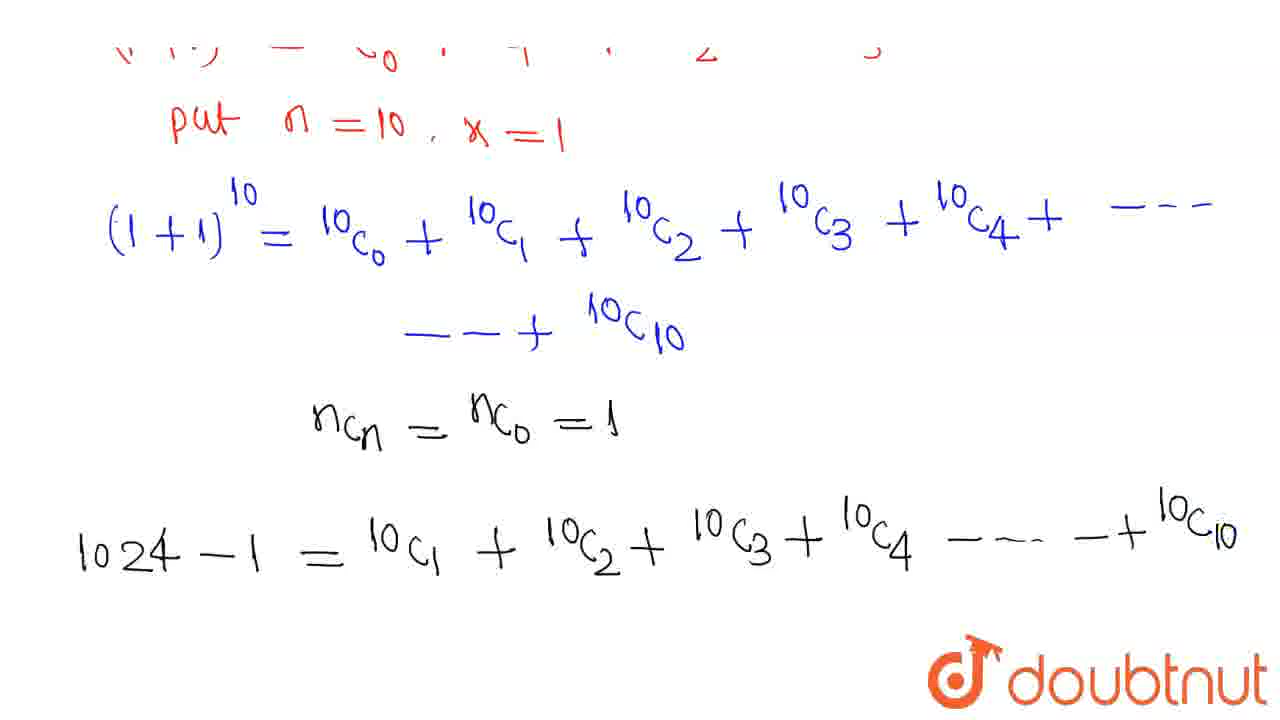 put n = 10, x = 1
(1+1)¹⁰ = ¹⁰C₀ + ¹⁰C₁ + ¹⁰C₂ + ¹⁰C₃ + ¹⁰C₄ + ---
--+ ¹⁰C₁₀
ⁿCₙ = ⁿC₀ = 1
1024 - 1 = ¹⁰C₁ + ¹⁰C₂ + ¹⁰C₃ + ¹⁰C₄ ---- + ¹⁰C₁₀
doubtnut